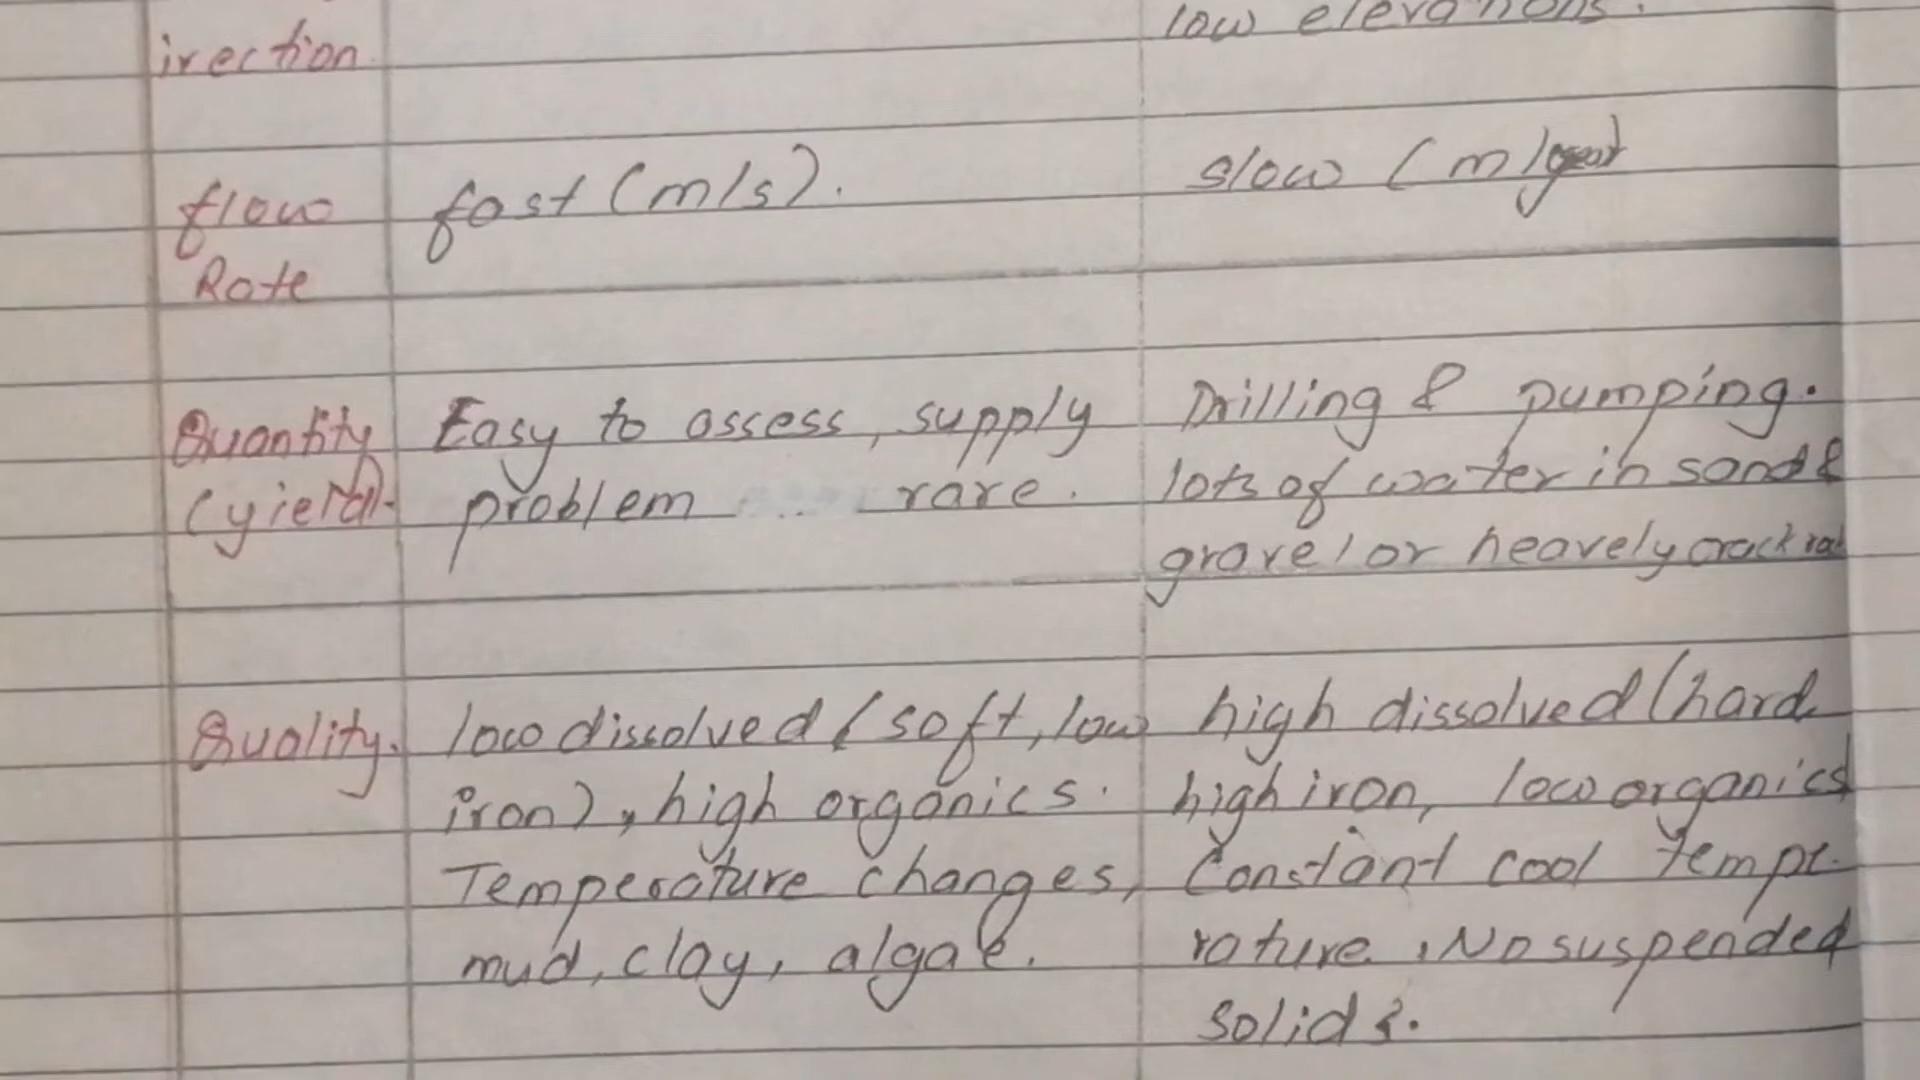 low elevations.
irection
flow fast (m/s). slow (m/year)
Rate
Quantity Easy to assess, supply Drilling & pumping.
(yield). problem rare. lots of water in sand &
gravel or heavely crack
Quality. low dissolved (soft, low high dissolved (hard
iron), high organics. high iron, low organics
Temperature changes, Constant cool tempe-
mud, clay, algae. rature. No suspended
solids.